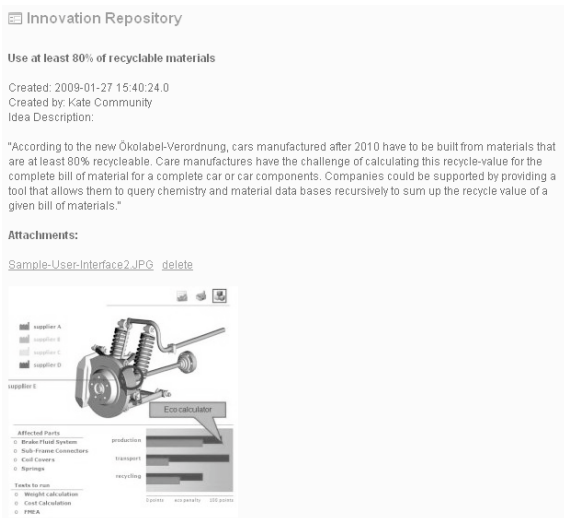 Innovation Repository
Use at least 80% of recyclable materials
Created: 2009-01-27 15:40:24.0
Created by: Kate Community
Idea Description:
"According to the new Ökolabel-Verordnung, cars manufactured after 2010 have to be built from materials that
are at least 80% recycleable. Care manufactures have the challenge of calculating this recycle-value for the
complete bill of material for a complete car or car components. Companies could be supported by providing a
tool that allows them to query chemistry and material data bases recursively to sum up the recycle value of a
given bill of materials."
Attachments:
Sample-User-Interface2.JPG delete
supplier A
supplier B
supplier C
supplier D
supplier E
Eco calculator
Affected Parts
Brake Fluid System
Sub-Frame Connectors
Coil Covers
Springs
Tests to run
Weight calculation
Cost Calculation
FMEA
production
transport
recycling
0 points eco penalty 100 points